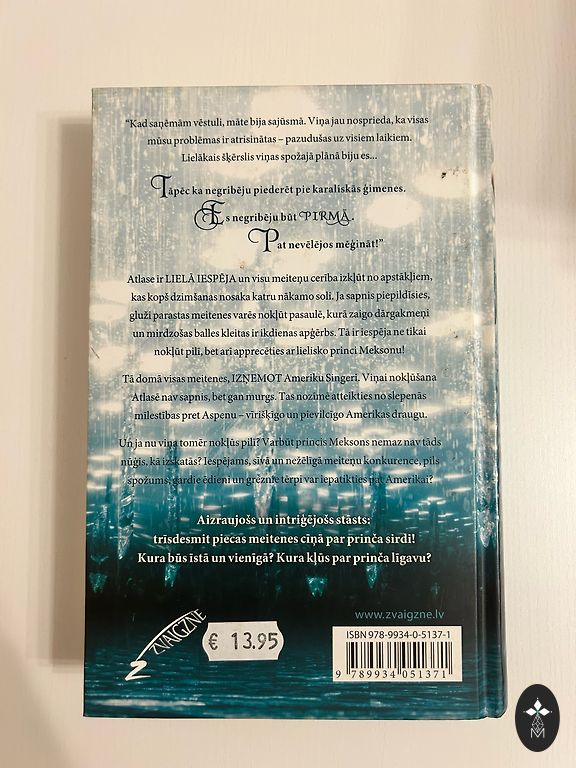 "Kad saņēmām vēstuli, māte bija sajūsmā. Viņa jau nosprieda, ka visas
mūsu problēmas ir atrisinātas – pazudušas uz visiem laikiem.
Lielākais šķērslis viņas spožajā plānā biju es...
Tāpēc ka negribēju piederēt pie karaliskās ģimenes.
Es negribēju būt PIRMĀ.
Pat nevēlējos mēģināt!"
Atlase ir LIELĀ IESPĒJA un visu meiteņu cerība izkļūt no apstākļiem,
kas kopš dzimšanas nosaka katru nākamo soli. Ja sapnis piepildīsies,
gluži parastas meitenes varēs nokļūt pasaulē, kurā zaigo dārgakmeņi
un mirdzošas balles kleitas ir ikdienas apģērbs. Tā ir iespēja ne tikai
nokļūt pilī, bet arī apprecēties ar lielisko princi Meksonu!
Tā domā visas meitenes, IZŅEMOT Ameriku Singeri. Viņai nokļūšana
Atlasē nav sapnis, bet gan murgs. Tas nozīmē atteikties no slepenās
mīlestības pret Aspenu – vīrišķīgo un pievilcīgo Amerikas draugu.
Un ja nu viņa tomēr nokļūs pilī? Varbūt princis Meksons nemaz nav tāds
nūģis, kā izskatās? Iespējams, sīvā un nežēlīgā meiteņu konkurence, pils
spožums, gardie ēdieni un greznie tērpi var iepatikties pat Amerikai?
Aizraujošs un intriģējošs stāsts:
trīsdesmit piecas meitenes cīņā par prinča sirdi!
Kura būs īstā un vienīgā? Kura kļūs par prinča līgavu?
www.zvaigzne.lv
ZVAIGZNE
€ 13.95
ISBN 978-9934-0-5137-1
9 789934 051371
M